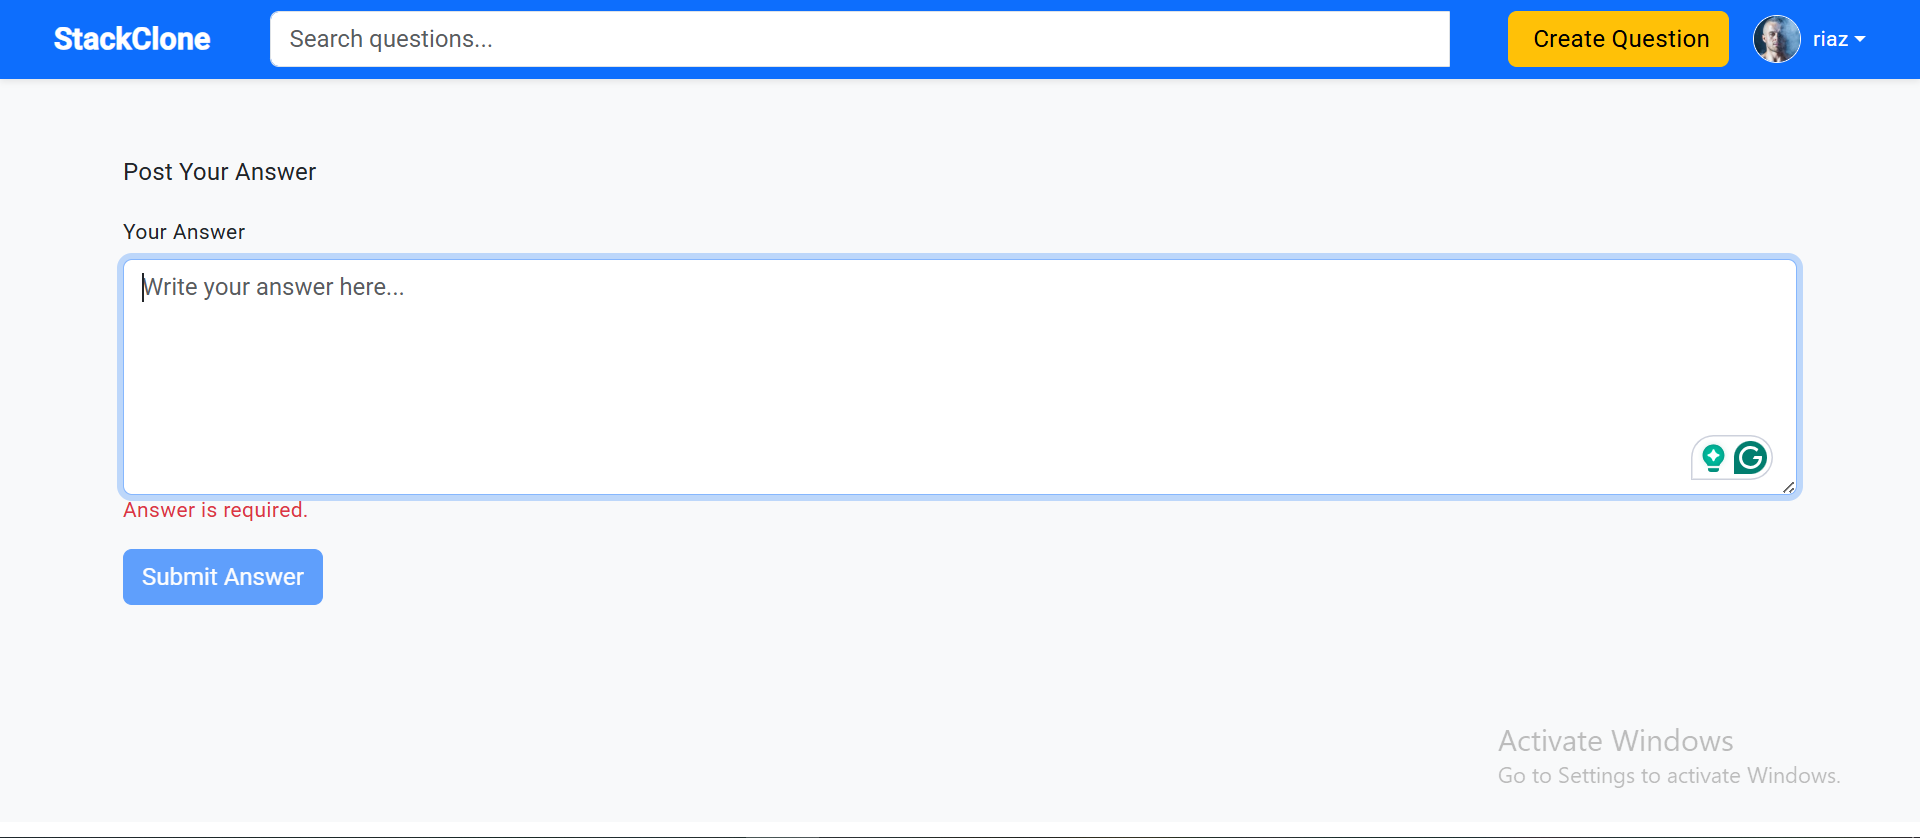 StackClone
Search questions...
Create Question
riaz
Post Your Answer
Your Answer
Write your answer here...
Answer is required.
Submit Answer
Activate Windows
Go to Settings to activate Windows.